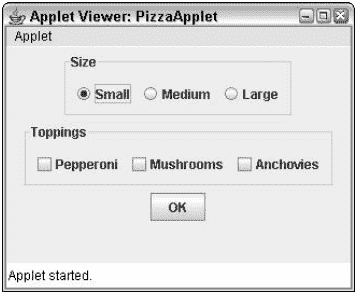 Applet Viewer: PizzaApplet
Applet
Size
Small Medium Large
Toppings
Pepperoni Mushrooms Anchovies
OK
Applet started.